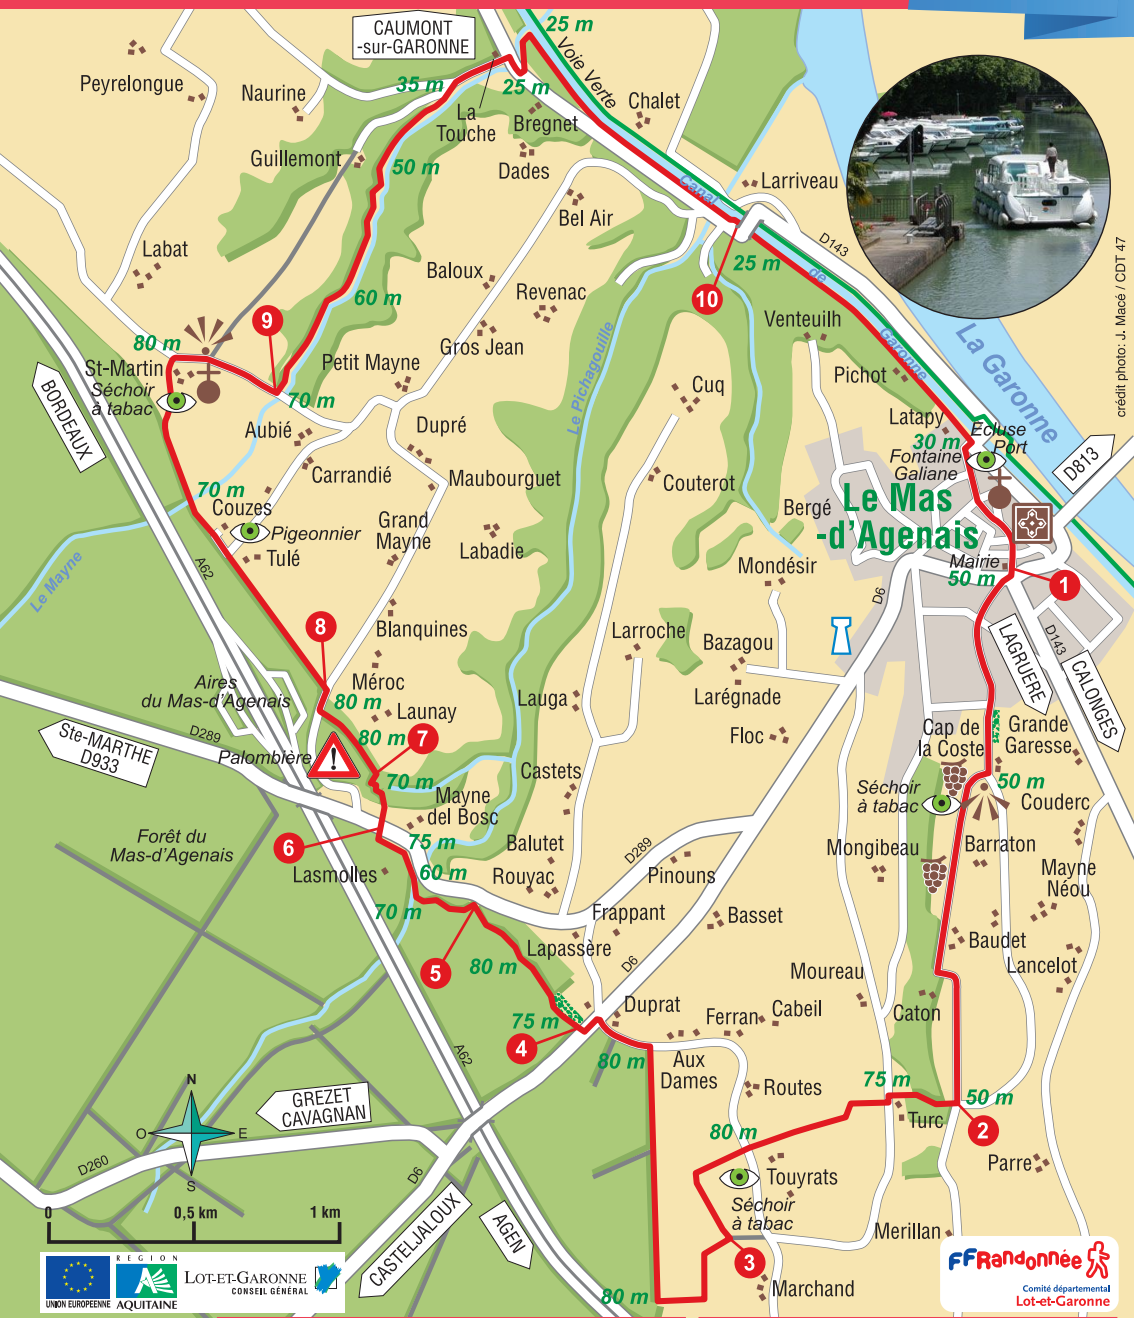 CAUMONT
-sur-GARONNE
25 m
Voie Verte
Peyrelongue
Naurine
35 m
25 m
La
Touche
Bregnet
Chalet
Guillemont
50 m
Dades
Canal
Larriveau
Bel Air
D143
Labat
Baloux
60 m
Revenac
25 m
de
10
9
Venteuilh
Garonne
La Garonne
80 m
St-Martin
Séchoir
à tabac
Petit Mayne
Gros Jean
Le Pichagouille
Pichot
BORDEAUX
70 m
Cuq
Aubié
Dupré
Latapy
30 m
Ecluse
Port
Fontaine
Galiane
D813
Carrandié
Maubourguet
Couterot
70 m
Couzes
Pigeonnier
Tulé
Grand
Mayne
Labadie
Bergé
Le Mas
-d'Agenais
Mairie
50 m
1
Mondésir
Le Mayne
A62
D6
8
Blanquines
Larroche
Bazagou
LAGRUERE
D143
CALONGES
Aires
du Mas-d'Agenais
Méroc
80 m
Launay
Lauga
Larégnade
Floc
Cap de
la Coste
Grande
Garesse
Ste-MARTHE
D933
D289
Palombière
!
80 m
7
70 m
Castets
Séchoir
à tabac
50 m
Couderc
Mayne
del Bosc
Forêt du
Mas-d'Agenais
6
75 m
Balutet
D289
Mongibeau
Barraton
Lasmolles
60 m
Rouyac
Pinouns
Mayne
Néou
70 m
Frappant
Basset
Lapassère
Baudet
5
80 m
D6
Moureau
Lancelot
Duprat
Ferran
Cabeil
Caton
75 m
4
A62
80 m
Aux
Dames
Routes
75 m
50 m
Turc
2
N
O
E
S
GREZET
CAVAGNAN
80 m
Parre
D260
D6
Touyrats
Séchoir
à tabac
0
0,5 km
1 km
CASTELJALOUX
AGEN
3
Merillan
Marchand
80 m
UNION EUROPEENNE
REGION
AQUITAINE
LOT-ET-GARONNE
CONSEIL GÉNÉRAL
FFRandonnée
Comité départemental
Lot-et-Garonne
crédit photo: J. Macé / CDT 47